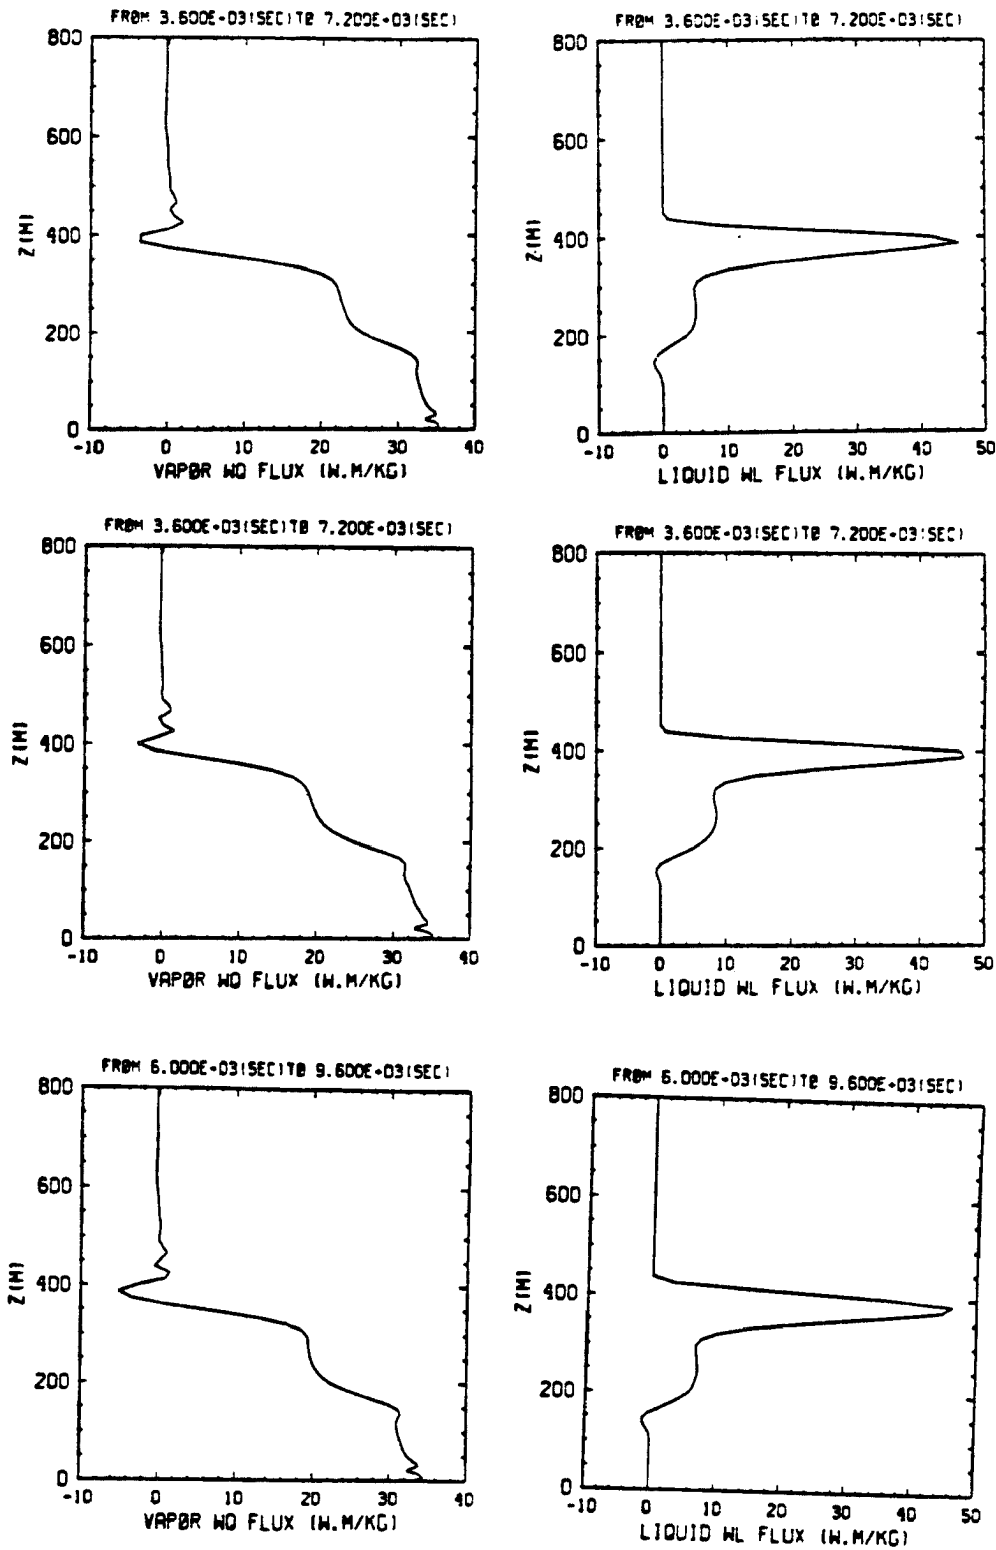 FRØM 3.600E+03(SEC)TØ 7.200E+03(SEC)
800
600
400
200
0
Z(M)
-10 0 10 20 30 40
VAPØR WQ FLUX (W.M/KG)
FRØM 3.600E+03(SEC)TØ 7.200E+03(SEC)
800
600
400
200
0
Z(M)
-10 0 10 20 30 40 50
LIQUID WL FLUX (W.M/KG)
FRØM 3.600E+03(SEC)TØ 7.200E+03(SEC)
800
600
400
200
0
Z(M)
-10 0 10 20 30 40
VAPØR WQ FLUX (W.M/KG)
FRØM 3.600E+03(SEC)TØ 7.200E+03(SEC)
800
600
400
200
0
Z(M)
-10 0 10 20 30 40 50
LIQUID WL FLUX (W.M/KG)
FRØM 6.000E+03(SEC)TØ 9.600E+03(SEC)
800
600
400
200
0
Z(M)
-10 0 10 20 30 40
VAPØR WQ FLUX (W.M/KG)
FRØM 6.000E+03(SEC)TØ 9.600E+03(SEC)
800
600
400
200
0
Z(M)
-10 0 10 20 30 40 50
LIQUID WL FLUX (W.M/KG)